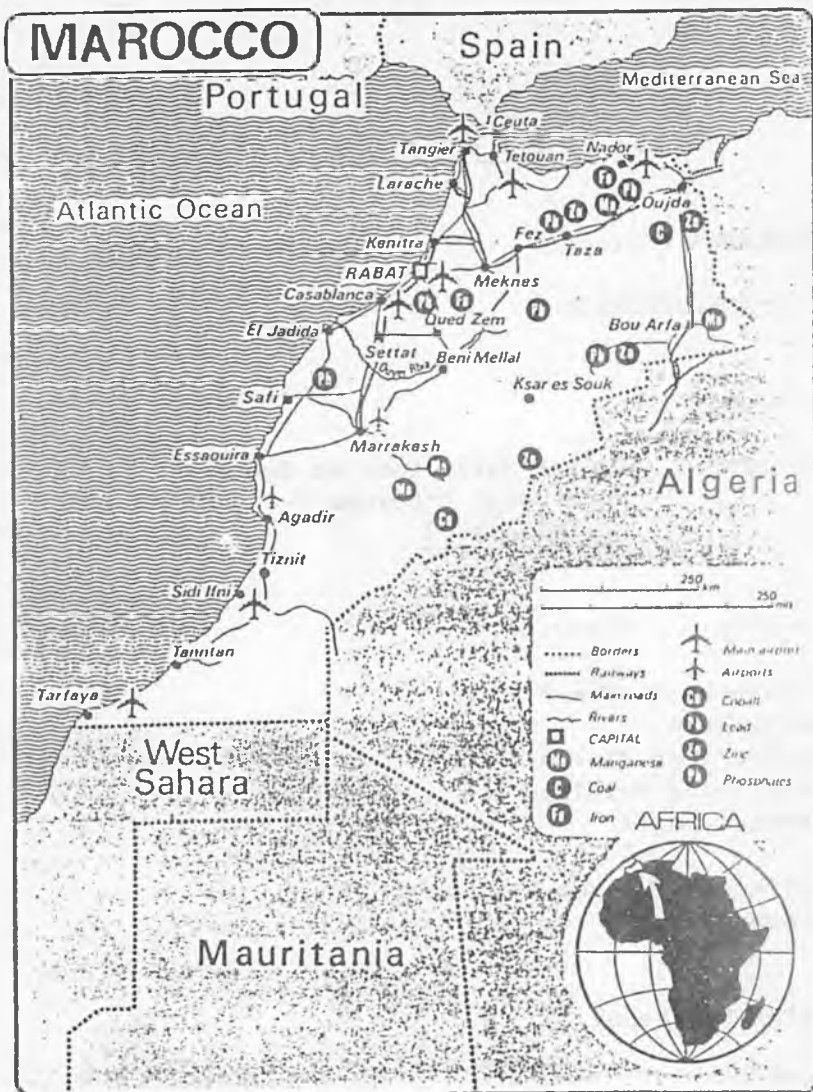 MAROCCO
Spain
Mediterranean Sea
Portugal
Ceuta
Tangier
Tetouan
Nador
Larache
Oujda
Atlantic Ocean
Kenitra
Fez
Taza
RABAT
Meknes
Casablanca
Oued Zem
El Jadida
Bou Arfa
Settat
Beni Mellal
Ksar es Souk
Safi
Marrakesh
Essaouira
Algeria
Agadir
Tiznit
Sidi Ifni
Tanntan
Tarfaya
West
Sahara
Mauritania
250
km
250
Borders
Railways
Main roads
Rivers
CAPITAL
Manganese
Coal
Iron
Main airport
Airports
Cobalt
Lead
Zinc
Phosphates
AFRICA